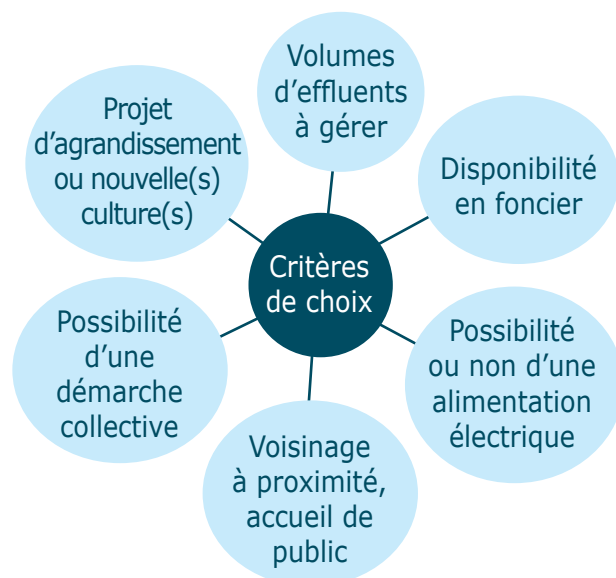 Volumes
d'effluents
à gérer
Projet
d'agrandissement
ou nouvelle(s)
culture(s)
Disponibilité
en foncier
Critères
de choix
Possibilité
d'une
démarche
collective
Possibilité
ou non d'une
alimentation
électrique
Voisinage
à proximité,
accueil de
public